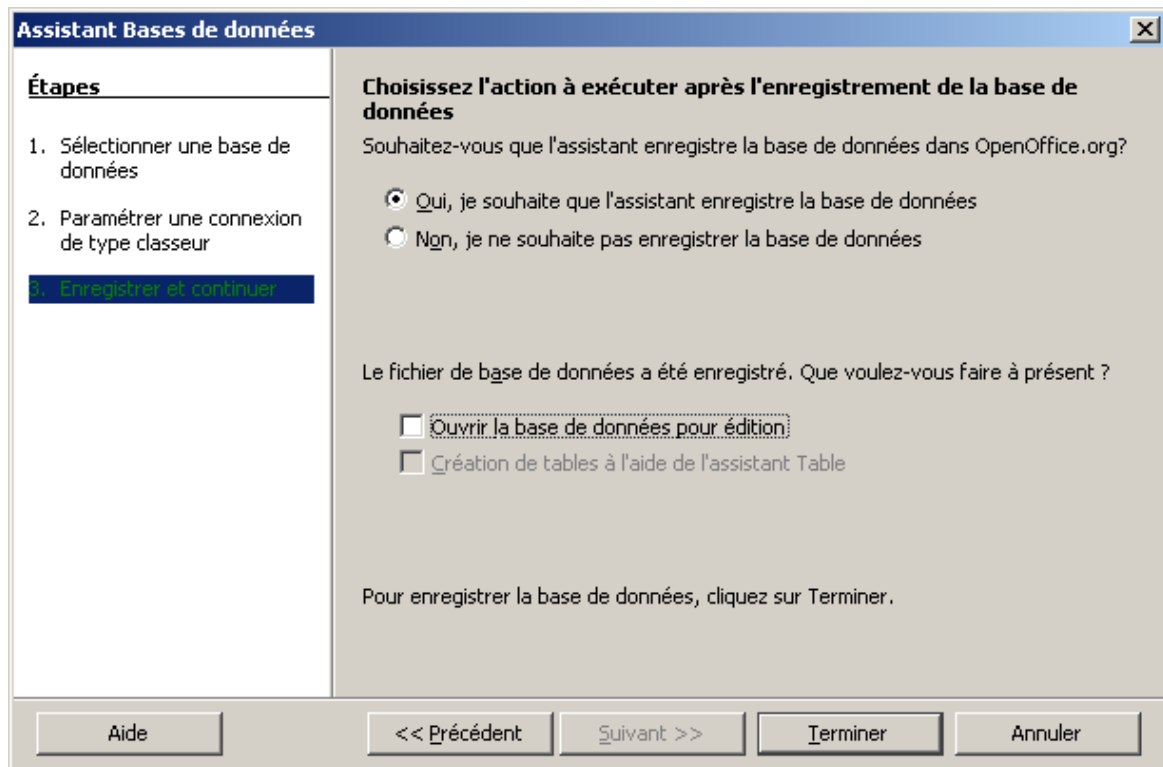 Assistant Bases de données
Étapes
1. Sélectionner une base de
données
2. Paramétrer une connexion
de type classeur
3. Enregistrer et continuer
Choisissez l'action à exécuter après l'enregistrement de la base de
données
Souhaitez-vous que l'assistant enregistre la base de données dans OpenOffice.org?
Oui, je souhaite que l'assistant enregistre la base de données
Non, je ne souhaite pas enregistrer la base de données
Le fichier de base de données a été enregistré. Que voulez-vous faire à présent ?
Ouvrir la base de données pour édition
Création de tables à l'aide de l'assistant Table
Pour enregistrer la base de données, cliquez sur Terminer.
Aide
<< Précédent
Suivant >>
Terminer
Annuler